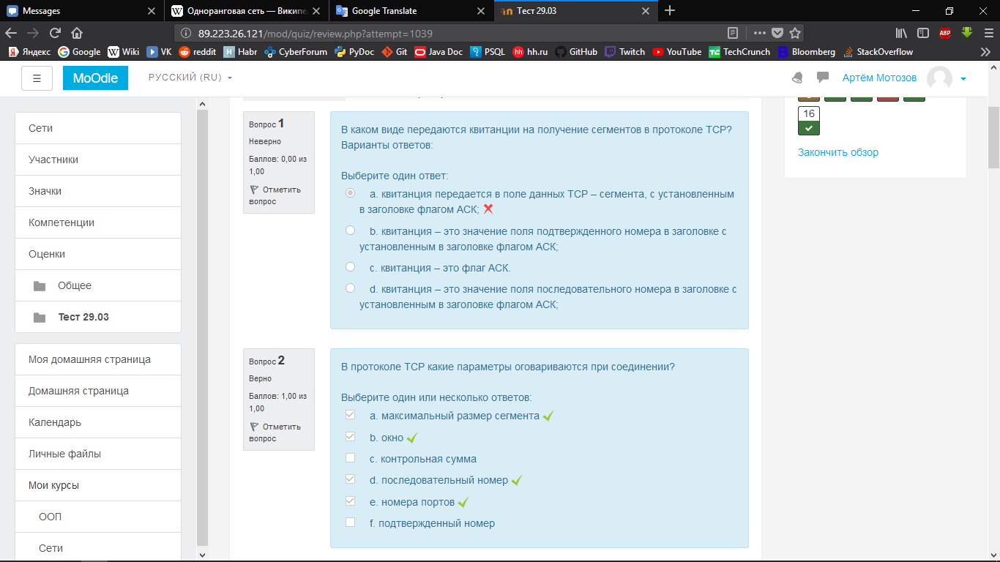 Messages
Одноранговая сеть — Википе
Google Translate
Тест 29.03
89.223.26.121/mod/quiz/review.php?attempt=1039
ABP
Яндекс
Google
Wiki
VK
reddit
Habr
CyberForum
PyDoc
Git
Java Doc
PSQL
hh.ru
GitHub
Twitch
YouTube
TechCrunch
Bloomberg
StackOverflow
MoOdle
РУССКИЙ (RU)
Артём Мотозов
Сети
Участники
Значки
Компетенции
Оценки
Общее
Тест 29.03
Моя домашняя страница
Домашняя страница
Календарь
Личные файлы
Мои курсы
ООП
Сети
Вопрос 1
Неверно
Баллов: 0,00 из
1,00
Отметить
вопрос
В каком виде передаются квитанции на получение сегментов в протоколе TCP?
Варианты ответов:
Выберите один ответ:
a. квитанция передается в поле данных TCP – сегмента, с установленным
в заголовке флагом АСК;
b. квитанция – это значение поля подтвержденного номера в заголовке с
установленным в заголовке флагом АСК;
c. квитанция – это флаг АСК.
d. квитанция – это значение поля последовательного номера в заголовке с
установленным в заголовке флагом АСК;
Вопрос 2
Верно
Баллов: 1,00 из
1,00
Отметить
вопрос
В протоколе TCP какие параметры оговариваются при соединении?
Выберите один или несколько ответов:
a. максимальный размер сегмента
b. окно
c. контрольная сумма
d. последовательный номер
e. номера портов
f. подтвержденный номер
16
Закончить обзор